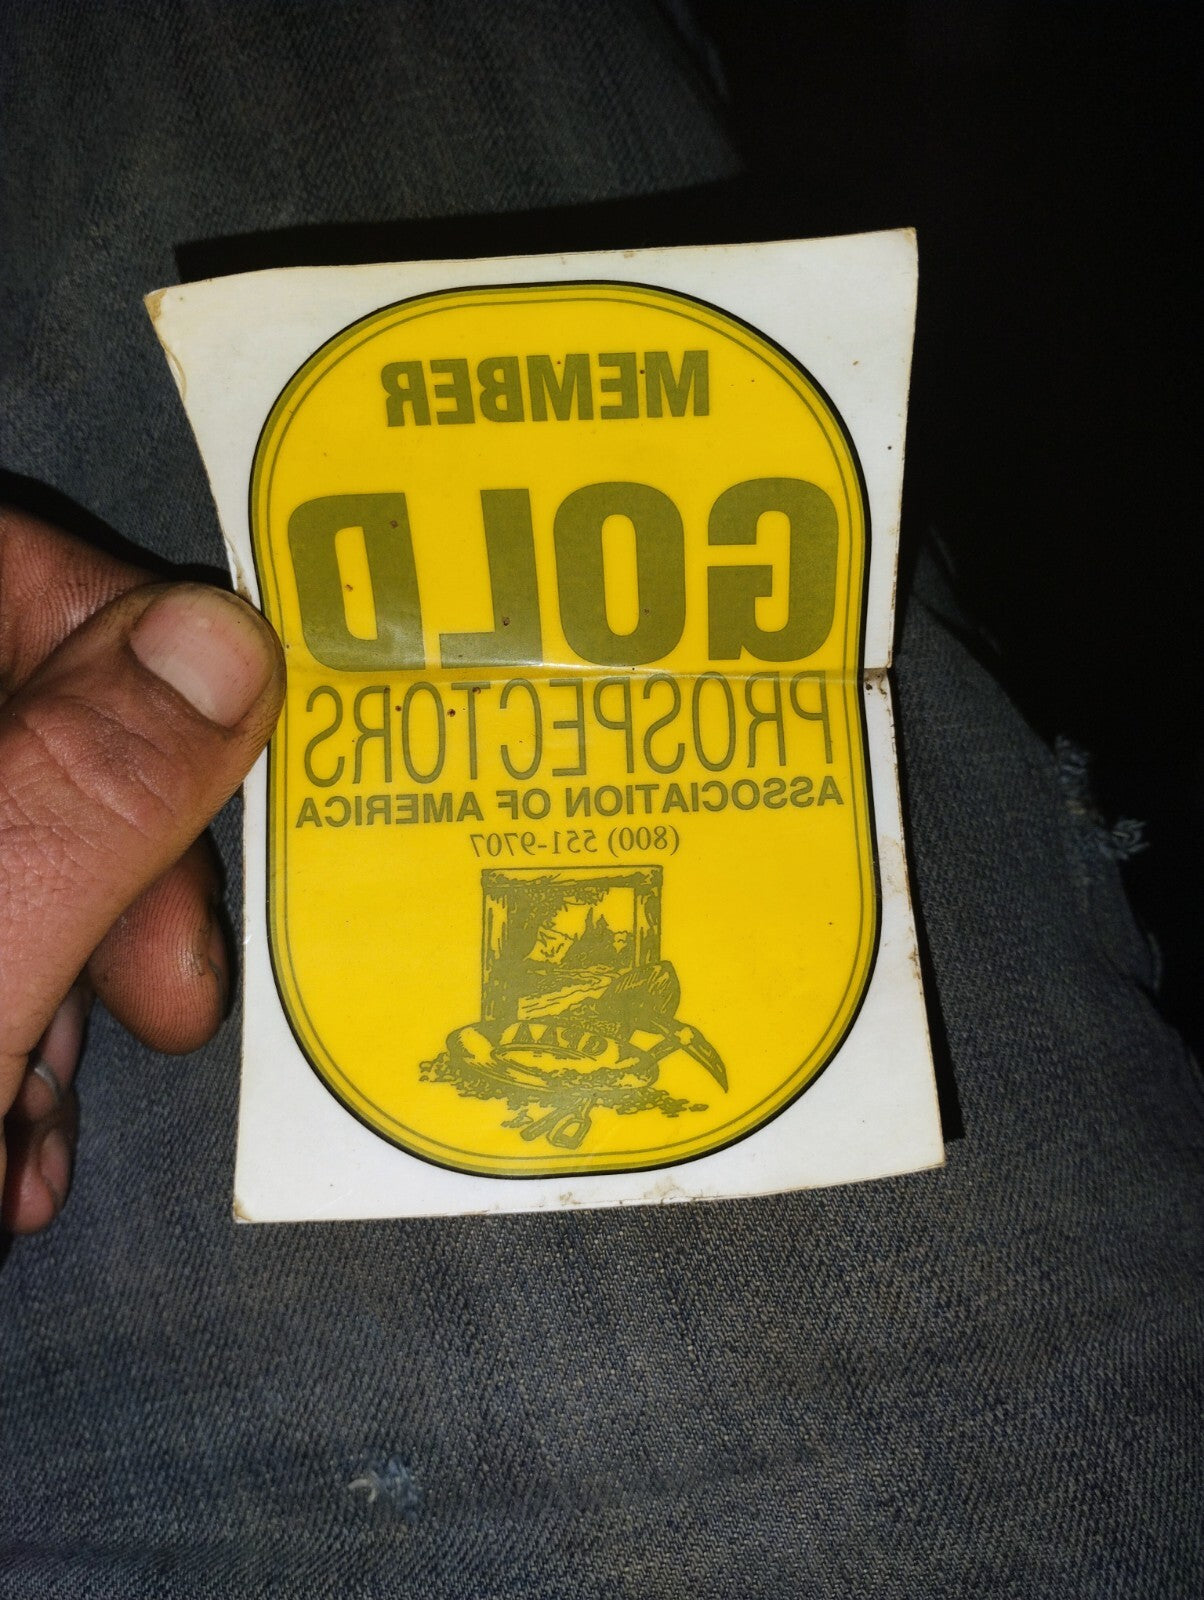 MEMBER
GOLD
PROSPECTORS
ASSOCIATION OF AMERICA
(800) 551-9707